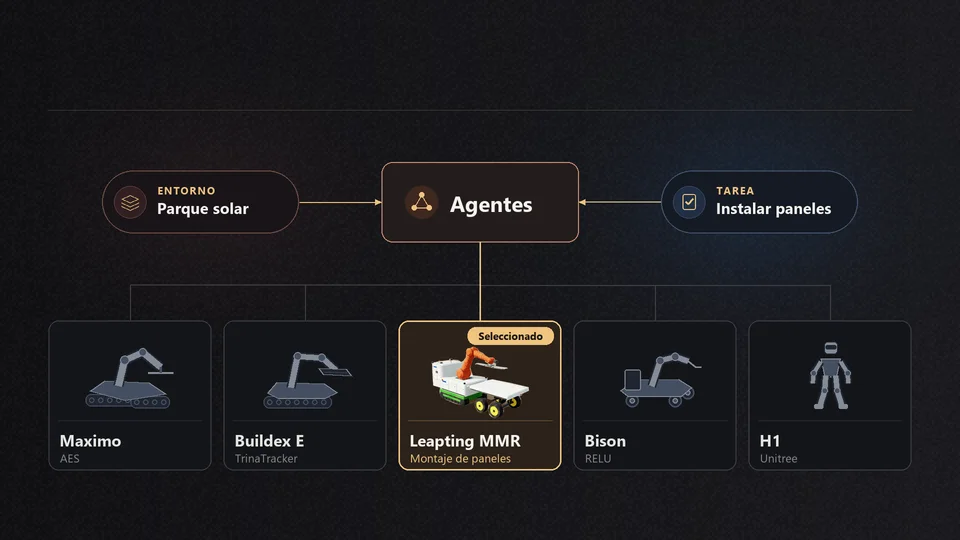 ENTORNO
Parque solar
Agentes
TAREA
Instalar paneles
Seleccionado
Maximo
AES
Buildex E
TrinaTracker
Leapting MMR
Montaje de paneles
Bison
RELU
H1
Unitree